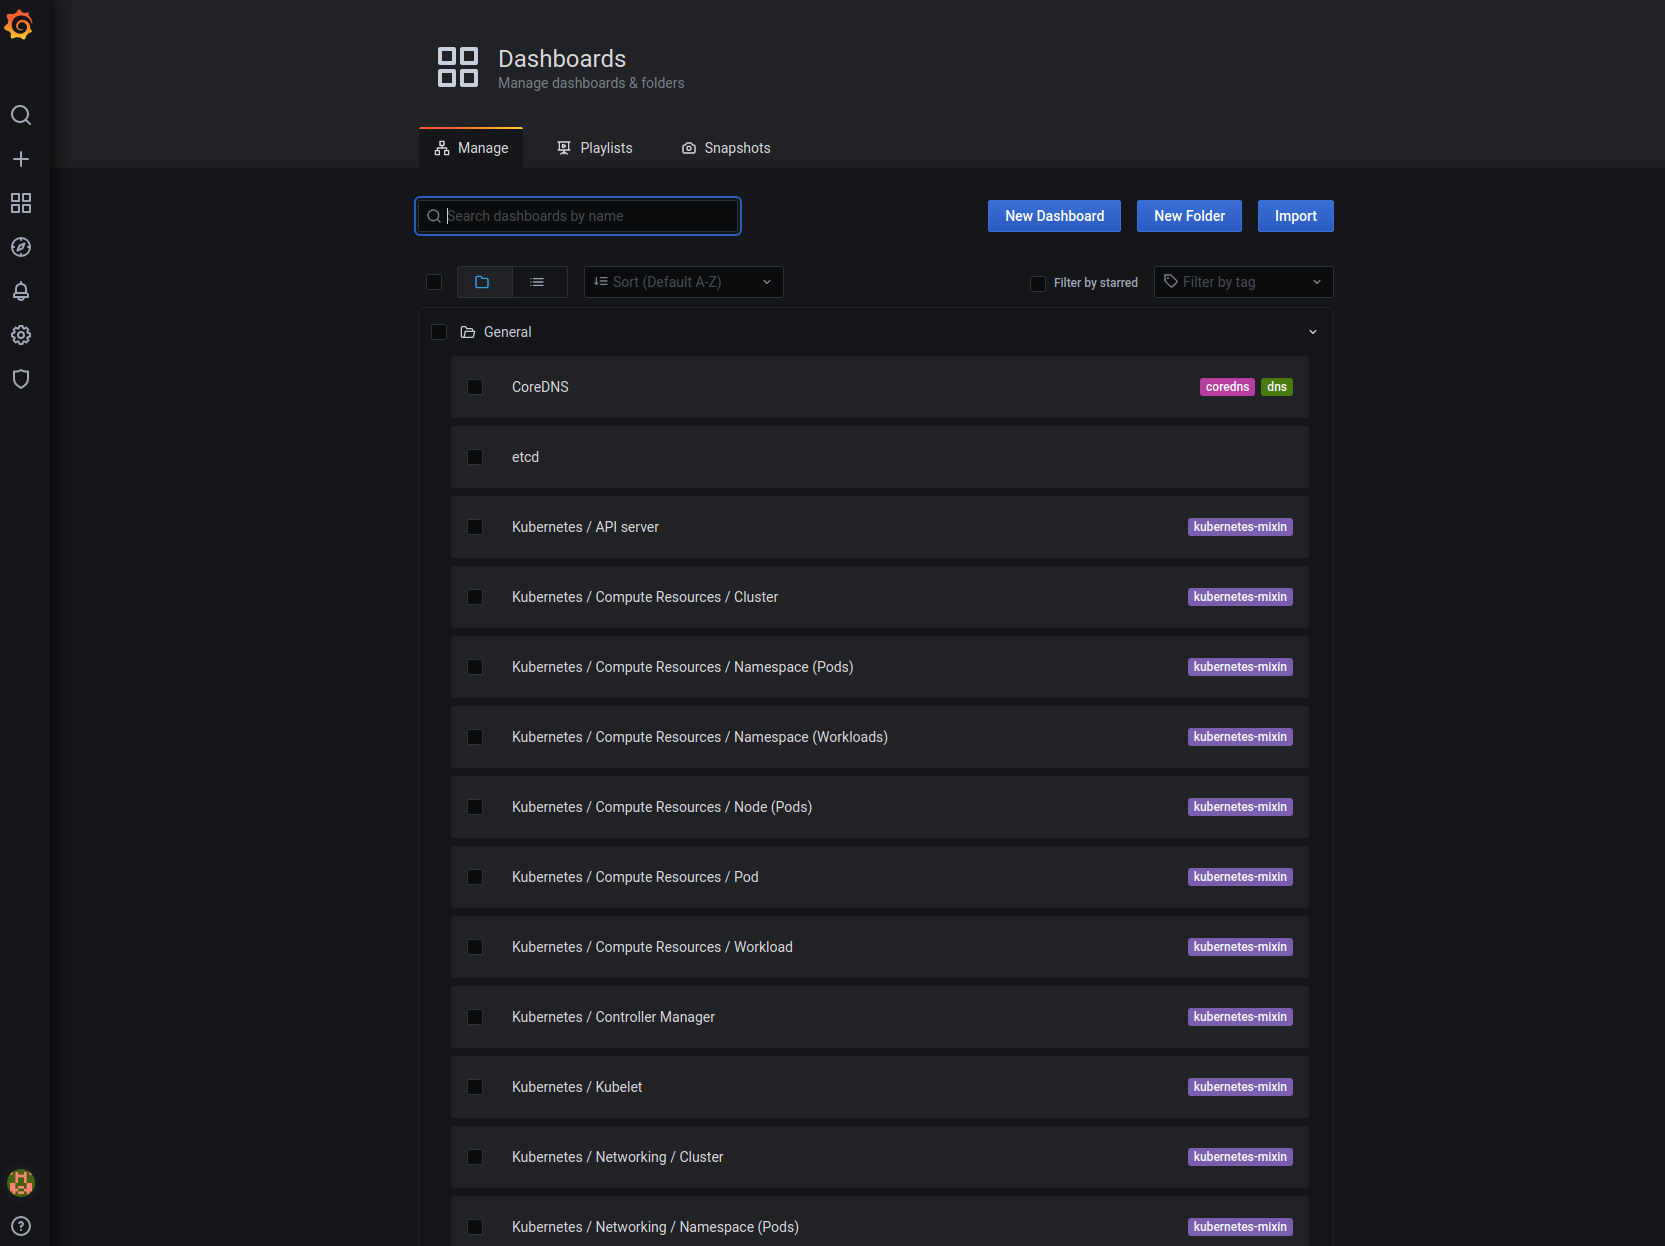 Dashboards
Manage dashboards & folders
Manage Playlists Snapshots
Search dashboards by name New Dashboard New Folder Import
Sort (Default A-Z) Filter by starred Filter by tag
General
CoreDNS coredns dns
etcd
Kubernetes / API server kubernetes-mixin
Kubernetes / Compute Resources / Cluster kubernetes-mixin
Kubernetes / Compute Resources / Namespace (Pods) kubernetes-mixin
Kubernetes / Compute Resources / Namespace (Workloads) kubernetes-mixin
Kubernetes / Compute Resources / Node (Pods) kubernetes-mixin
Kubernetes / Compute Resources / Pod kubernetes-mixin
Kubernetes / Compute Resources / Workload kubernetes-mixin
Kubernetes / Controller Manager kubernetes-mixin
Kubernetes / Kubelet kubernetes-mixin
Kubernetes / Networking / Cluster kubernetes-mixin
Kubernetes / Networking / Namespace (Pods) kubernetes-mixin